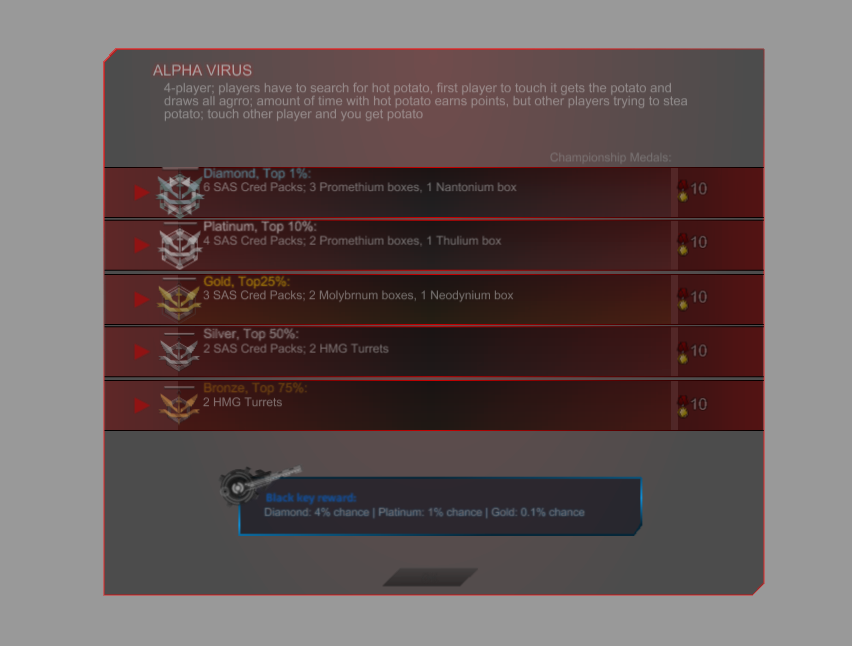 ALPHA VIRUS
4-player; players have to search for hot potato, first player to touch it gets the potato and
draws all agrro; amount of time with hot potato earns points, but other players trying to stea
potato; touch other player and you get potato
Championship Medals:
Diamond, Top 1%:
6 SAS Cred Packs; 3 Promethium boxes, 1 Nantonium box
10
Platinum, Top 10%:
4 SAS Cred Packs; 2 Promethium boxes, 1 Thulium box
10
Gold, Top25%:
3 SAS Cred Packs; 2 Molybrnum boxes, 1 Neodynium box
10
Silver, Top 50%:
2 SAS Cred Packs; 2 HMG Turrets
10
Bronze, Top 75%:
2 HMG Turrets
10
Black key reward:
Diamond: 4% chance | Platinum: 1% chance | Gold: 0.1% chance